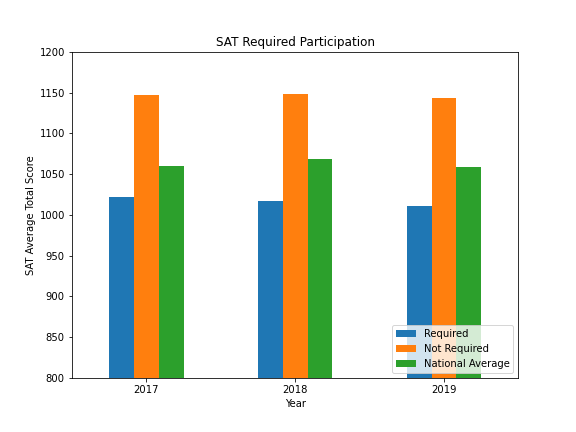 SAT Required Participation
1200
1150
1100
1050
1000
950
900
850
800
SAT Average Total Score
2017
2018
2019
Year
Required
Not Required
National Average